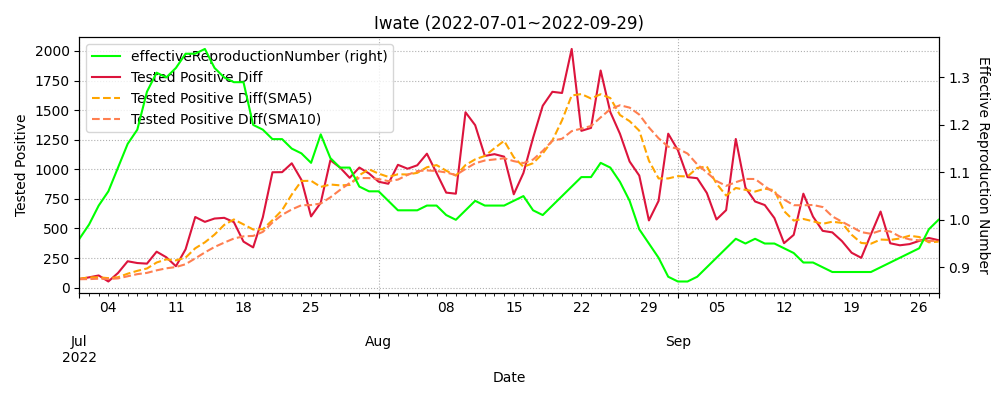 Iwate (2022-07-01~2022-09-29)
effectiveReproductionNumber (right)
Tested Positive Diff
Tested Positive Diff(SMA5)
Tested Positive Diff(SMA10)
Tested Positive
2000
1750
1500
1250
1000
750
500
250
0
Effective Reproduction Number
1.3
1.2
1.1
1.0
0.9
04 11 18 25 08 15 22 29 05 12 19 26
Jul Aug Sep
2022
Date